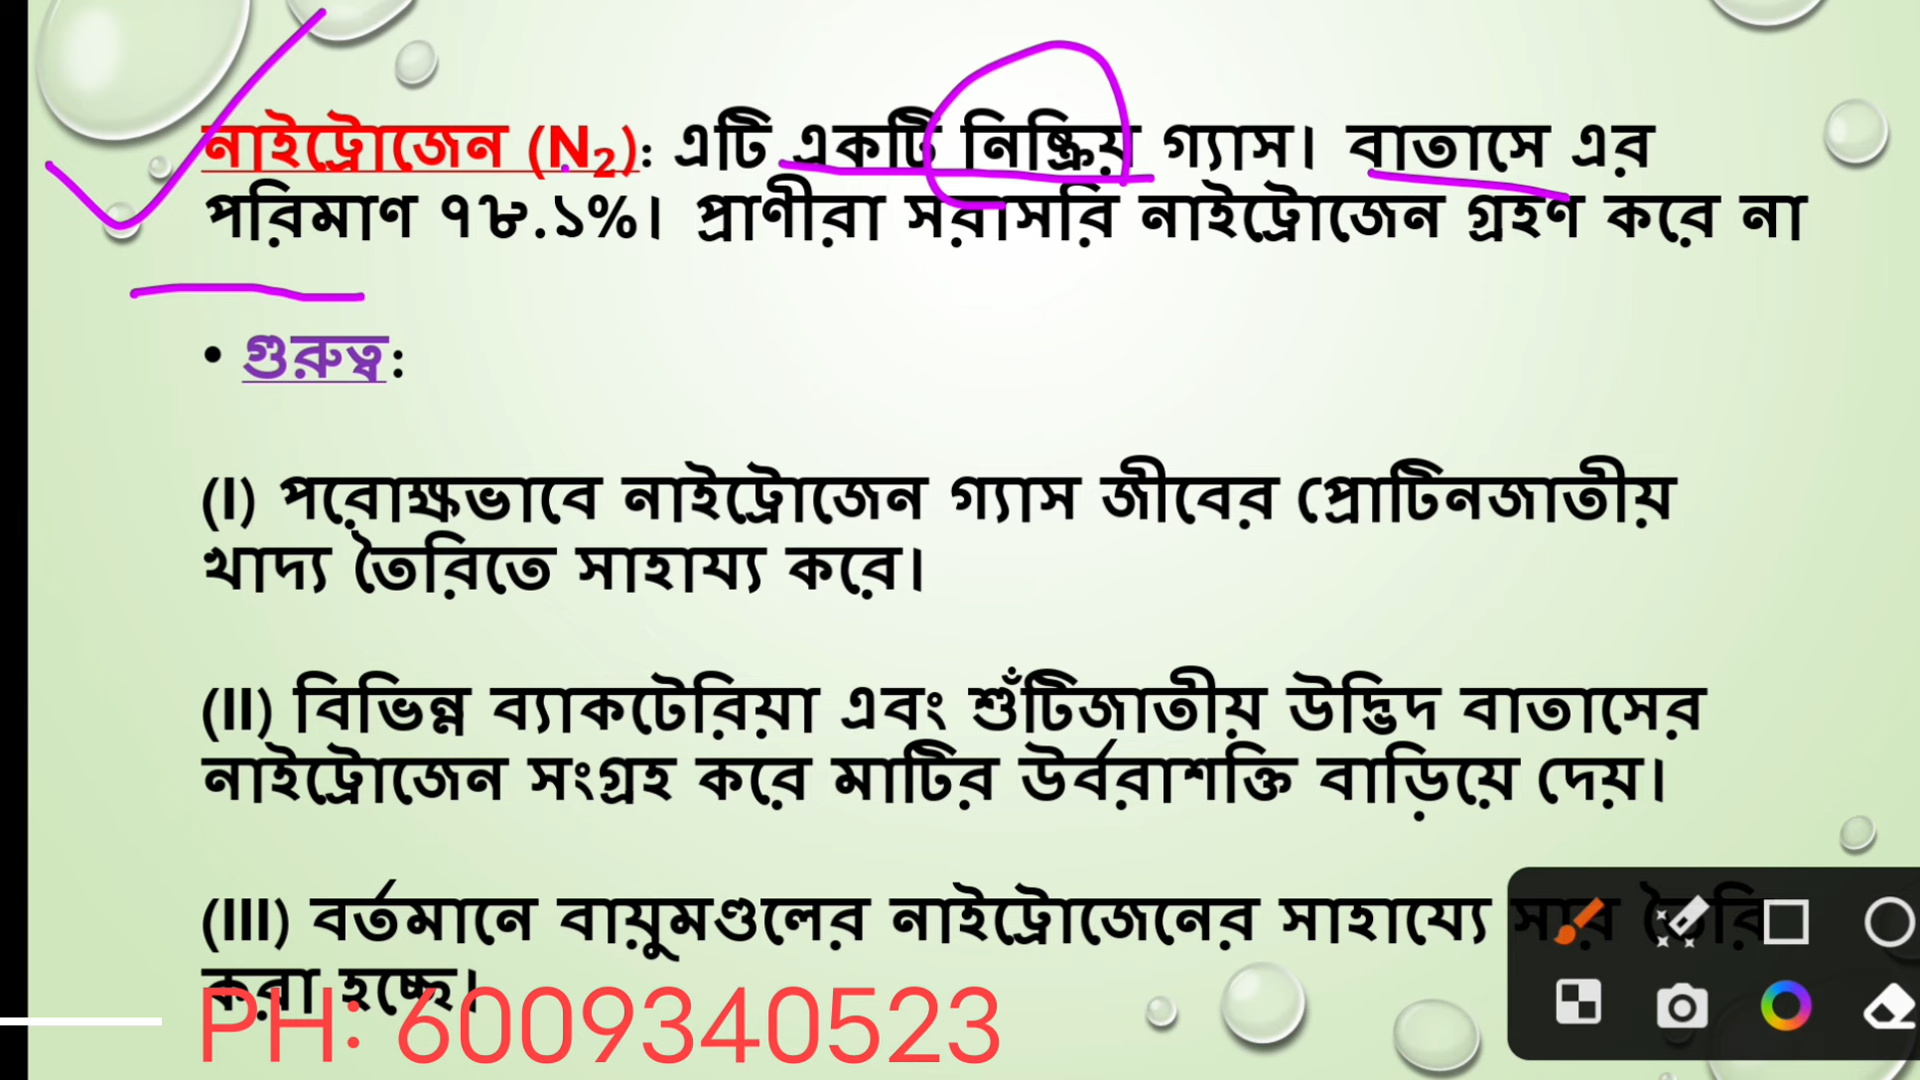 নাইট্রোজেন (N₂): এটি একটি নিষ্ক্রিয় গ্যাস। বাতাসে এর
পরিমাণ ৭৮.১%। প্রাণীরা সরাসরি নাইট্রোজেন গ্রহণ করে না
• গুরুত্ব:
(I) পরোক্ষভাবে নাইট্রোজেন গ্যাস জীবের প্রোটিনজাতীয়
খাদ্য তৈরিতে সাহায্য করে।
(II) বিভিন্ন ব্যাকটেরিয়া এবং শুঁটিজাতীয় উদ্ভিদ বাতাসের
নাইট্রোজেন সংগ্রহ করে মাটির উর্বরাশক্তি বাড়িয়ে দেয়।
(III) বর্তমানে বায়ুমণ্ডলের নাইট্রোজেনের সাহায্যে সার তৈরি
করা হচ্ছে।
PH: 6009340523